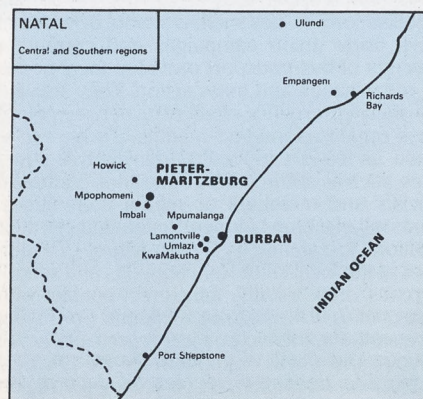 NATAL
Central and Southern regions
Ulundi
Empangeni
Richards
Bay
Howick
PIETER-
MARITZBURG
Mpophomeni
Imbali
Mpumalanga
Lamontville
Umlazi
KwaMakutha
DURBAN
INDIAN OCEAN
Port Shepstone